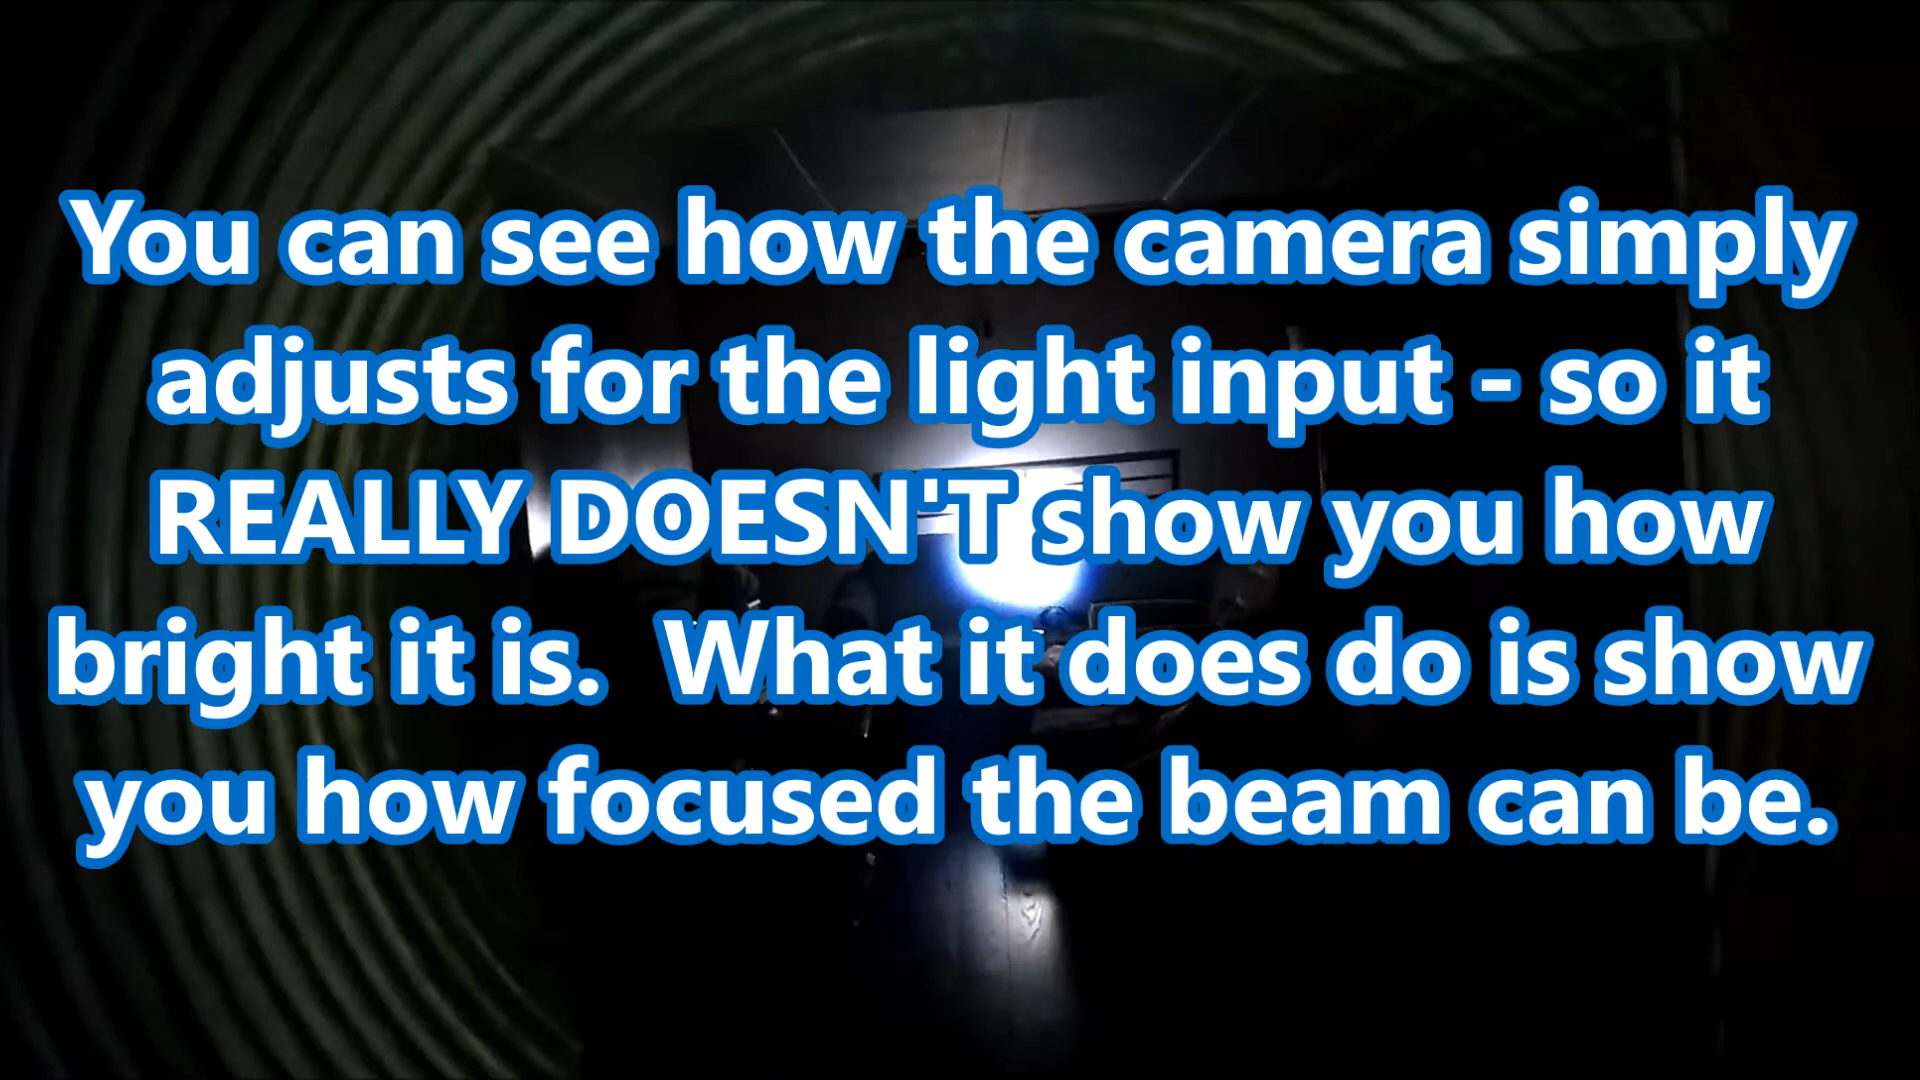 You can see how the camera simply
adjusts for the light input - so it
REALLY DOESN'T show you how
bright it is.  What it does do is show
you how focused the beam can be.